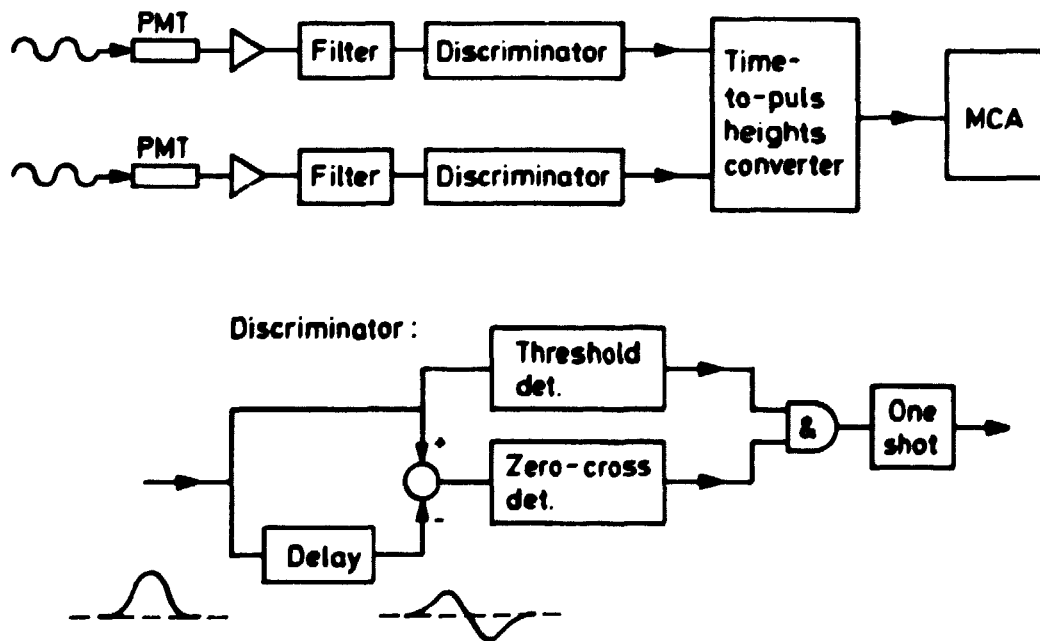 PMT
Filter
Discriminator
Time-
to-puls
heights
converter
MCA
PMT
Filter
Discriminator
Discriminator :
Threshold
det.
+
&
One
shot
Zero-cross
det.
-
Delay